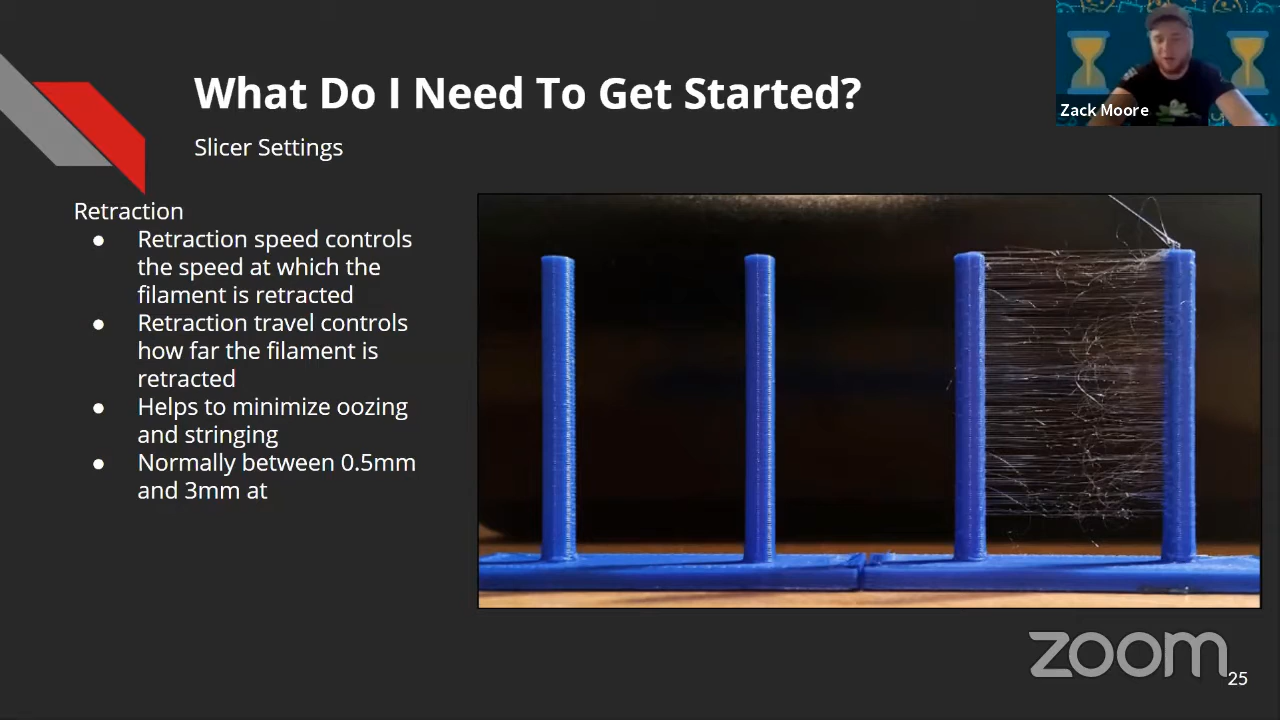 What Do I Need To Get Started?
Zack Moore
Slicer Settings
Retraction
● Retraction speed controls
the speed at which the
filament is retracted
● Retraction travel controls
how far the filament is
retracted
● Helps to minimize oozing
and stringing
● Normally between 0.5mm
and 3mm at
zoom
25